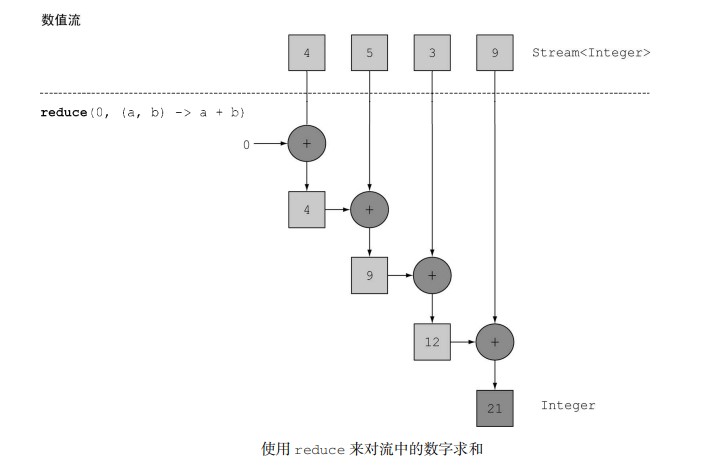 数值流
4 5 3 9 Stream<Integer>
reduce(0, (a, b) -> a + b)
0 +
4 +
9 +
12 +
21 Integer
使用 reduce 来对流中的数字求和